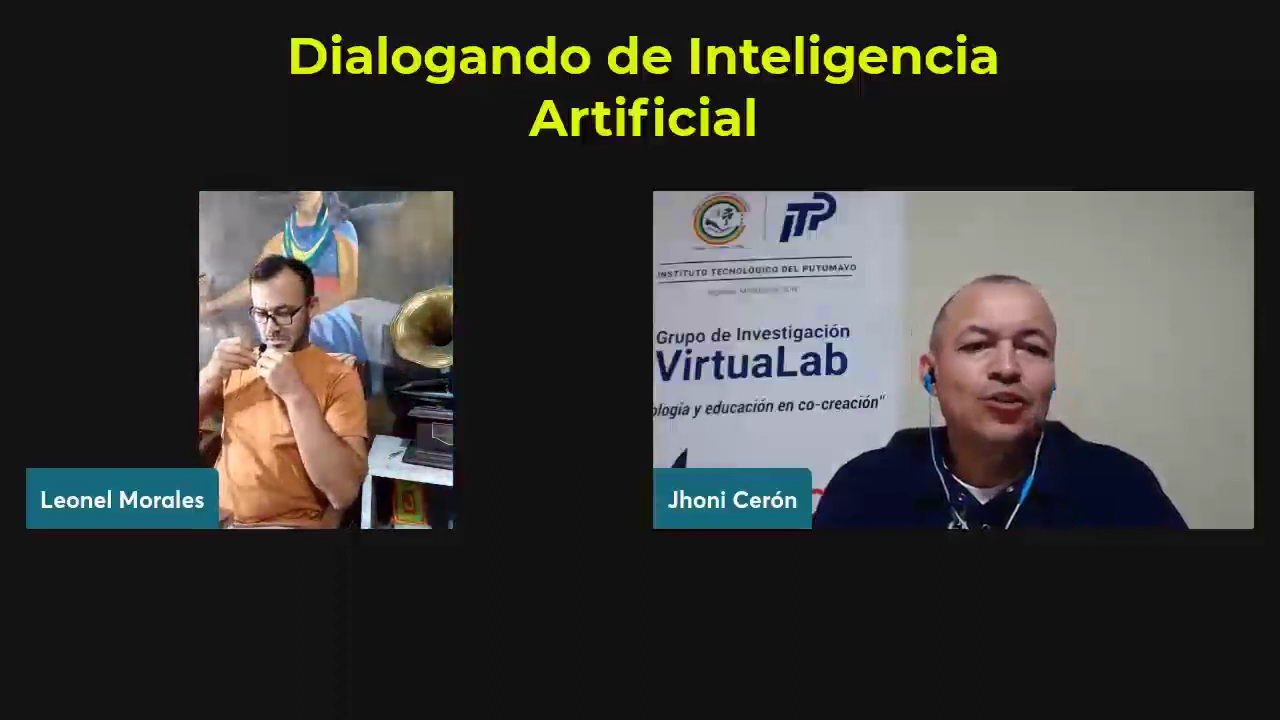 Dialogando de Inteligencia
Artificial
ITP
INSTITUTO TECNOLÓGICO DEL PUTUMAYO
Grupo de Investigación
VirtuaLab
ología y educación en co-creación"
Leonel Morales
Jhoni Cerón